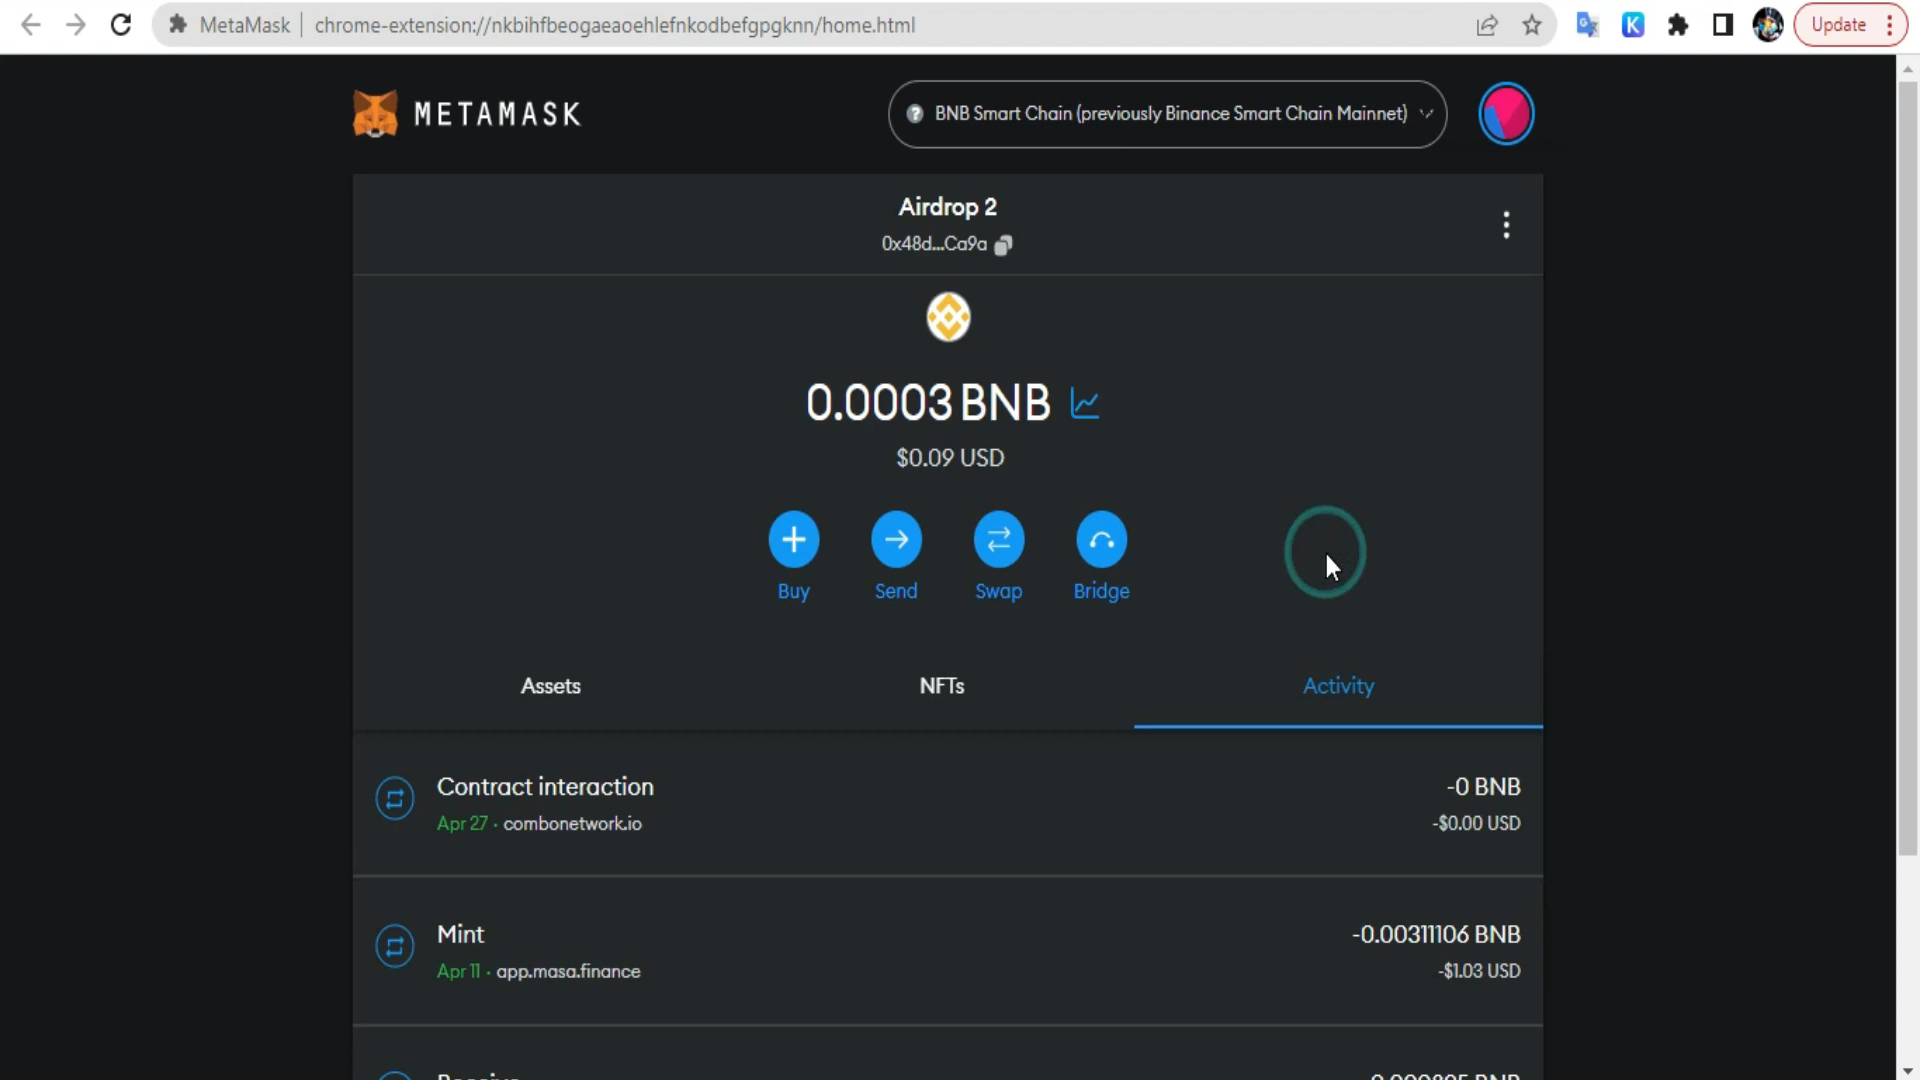 MetaMask
chrome-extension://nkbihfbeogaeaoehlefnkodbefgpgknn/home.html
K
Update
METAMASK
BNB Smart Chain (previously Binance Smart Chain Mainnet)
Airdrop 2
0x48d...Ca9a
0.0003 BNB
$0.09 USD
Buy
Send
Swap
Bridge
Assets
NFTs
Activity
Contract interaction
-0 BNB
Apr 27 · combonetwork.io
-$0.00 USD
Mint
-0.00311106 BNB
Apr 11 · app.masa.finance
-$1.03 USD